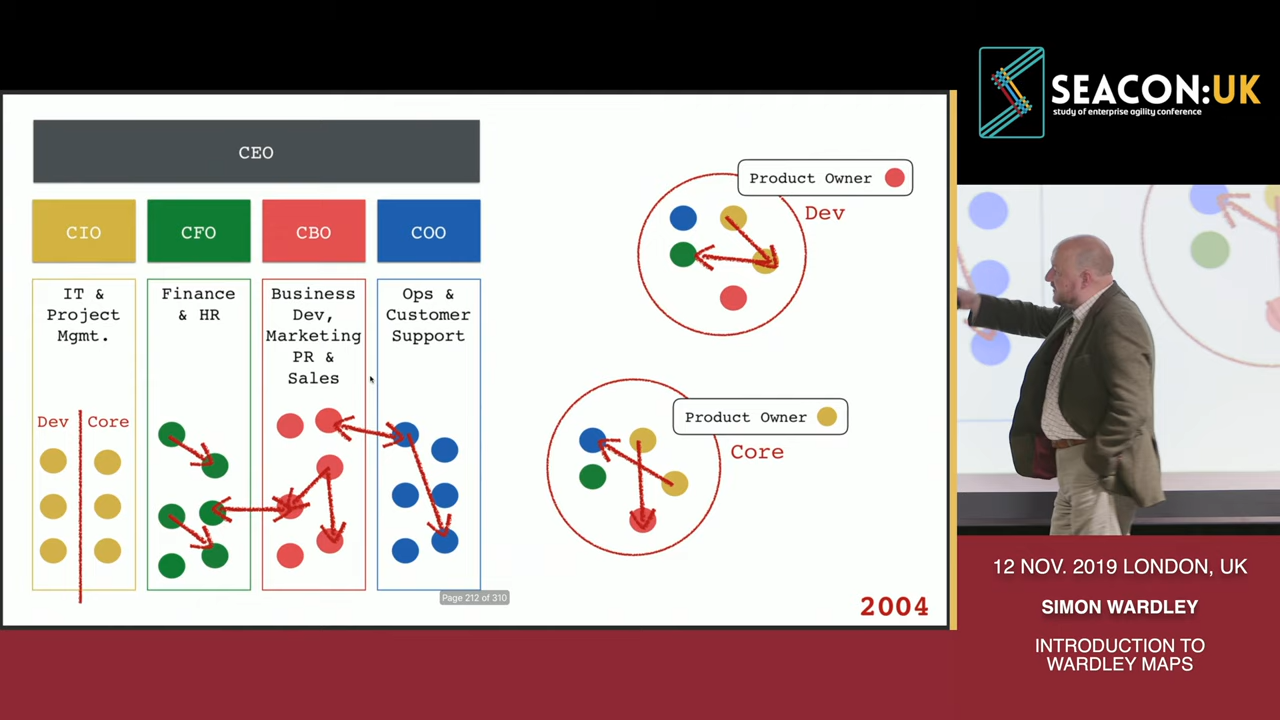 CEO
CIO
CFO
CBO
COO
IT &
Project
Mgmt.
Finance
& HR
Business
Dev,
Marketing
PR &
Sales
Ops &
Customer
Support
Dev
Core
Product Owner
Dev
Product Owner
Core
Page 212 of 310
2004
SEACON:UK
study of enterprise agility conference
12 NOV. 2019 LONDON, UK
SIMON WARDLEY
INTRODUCTION TO
WARDLEY MAPS